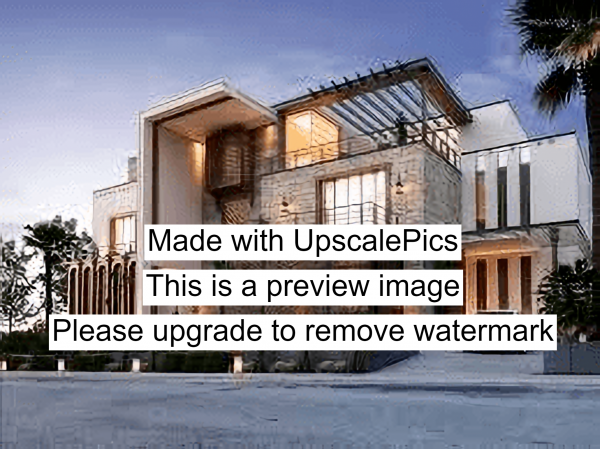 Made with UpscalePics
This is a preview image
Please upgrade to remove watermark